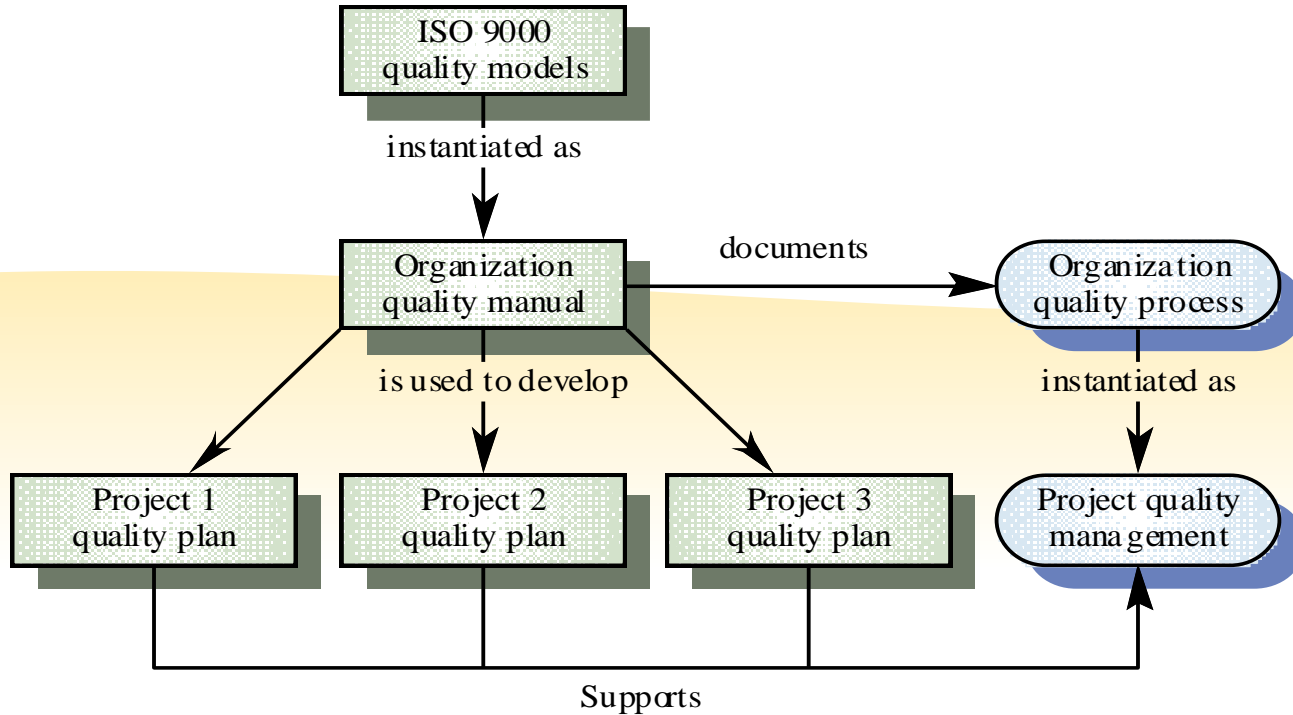 ISO 9000
quality models
instantiated as
Organization
quality manual
documents
Organization
quality process
is used to develop
instantiated as
Project 1
quality plan
Project 2
quality plan
Project 3
quality plan
Project quality
management
Supports